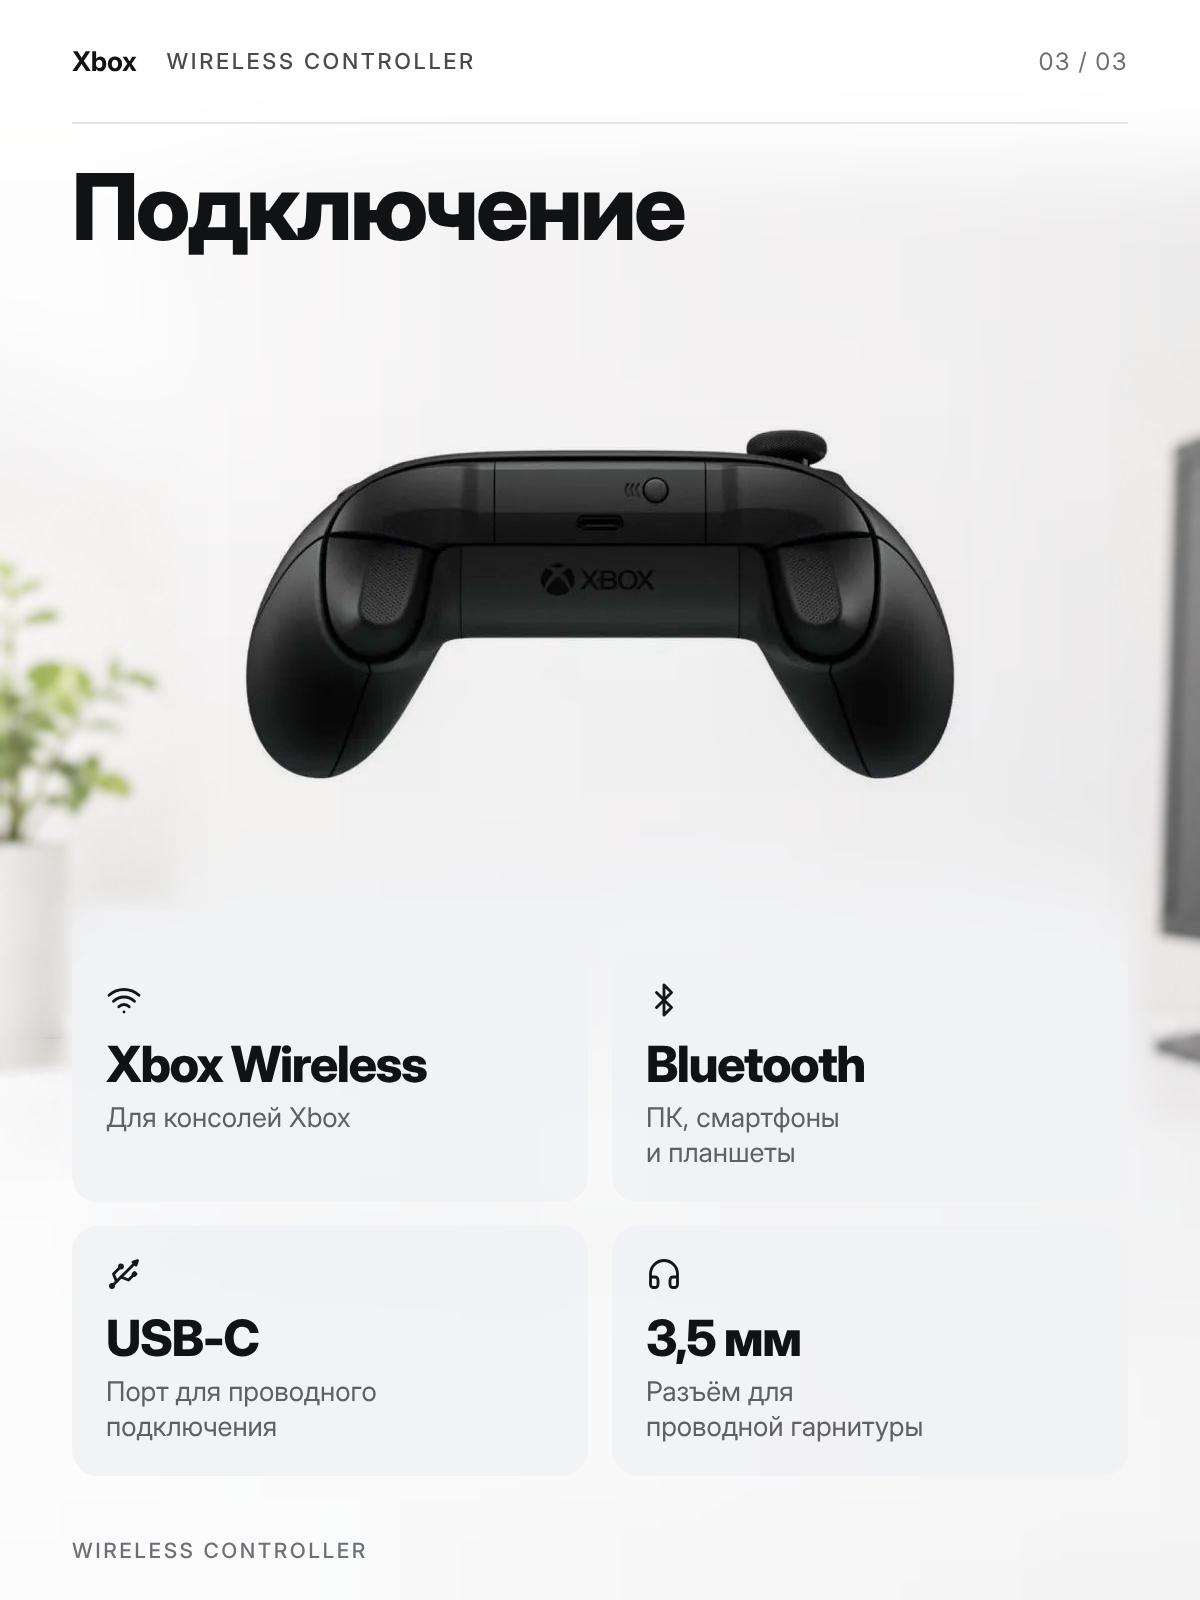 Xbox WIRELESS CONTROLLER 03 / 03
Подключение
XBOX
Xbox Wireless
Для консолей Xbox
Bluetooth
ПК, смартфоны
и планшеты
USB-C
Порт для проводного
подключения
3,5 мм
Разъём для
проводной гарнитуры
WIRELESS CONTROLLER